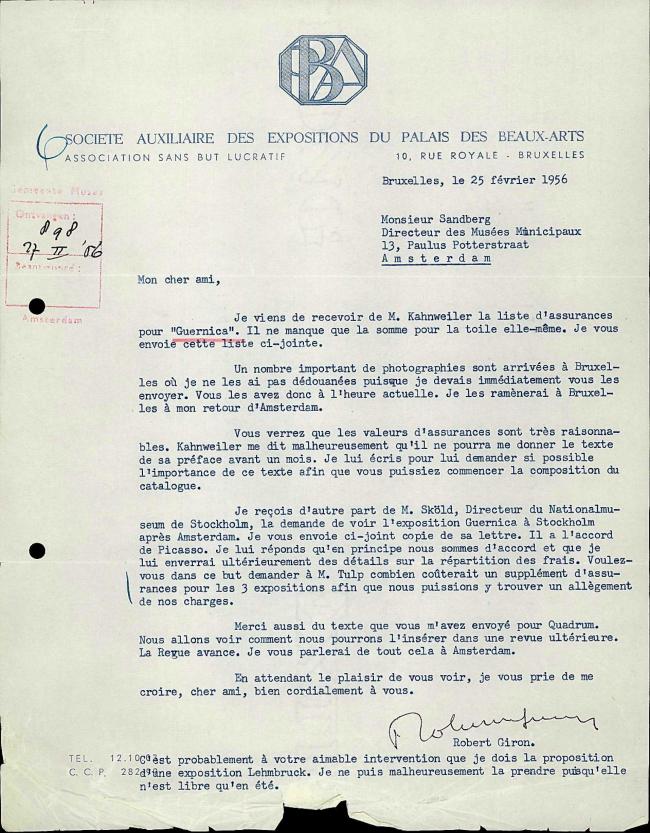 PBA
SOCIETE AUXILIAIRE DES EXPOSITIONS DU PALAIS DES BEAUX-ARTS
ASSOCIATION SANS BUT LUCRATIF 10, RUE ROYALE - BRUXELLES
Bruxelles, le 25 février 1956
Gemeente Musea
Ontvangen:
898
27 II '56
Beantwoord:
Amsterdam
Monsieur Sandberg
Directeur des Musées Municipaux
13, Paulus Potterstraat
Amsterdam
Mon cher ami,
Je viens de recevoir de M. Kahnweiler la liste d'assurances
pour "Guernica". Il ne manque que la somme pour la toile elle-même. Je vous
envoie cette liste ci-jointe.
Un nombre important de photographies sont arrivées à Bruxel-
les où je ne les ai pas dédouanées puisque je devais immédiatement vous les
envoyer. Vous les avez donc à l'heure actuelle. Je les ramènerai à Bruxel-
les à mon retour d'Amsterdam.
Vous verrez que les valeurs d'assurances sont très raisonna-
bles. Kahnweiler me dit malheureusement qu'il ne pourra me donner le texte
de sa préface avant un mois. Je lui écris pour lui demander si possible
l'importance de ce texte afin que vous puissiez commencer la composition du
catalogue.
Je reçois d'autre part de M. Sköld, Directeur du Nationalmu-
seum de Stockholm, la demande de voir l'exposition Guernica à Stockholm
après Amsterdam. Je vous envoie ci-joint copie de sa lettre. Il a l'accord
de Picasso. Je lui réponds qu'en principe nous sommes d'accord et que je
lui enverrai ultérieurement des détails sur la répartition des frais. Voulez-
vous dans ce but demander à M. Tulp combien coûterait un supplément d'assu-
rances pour les 3 expositions afin que nous puissions y trouver un allègement
de nos charges.
Merci aussi du texte que vous m'avez envoyé pour Quadrum.
Nous allons voir comment nous pourrons l'insérer dans une revue ultérieure.
La Revue avance. Je vous parlerai de tout cela à Amsterdam.
En attendant le plaisir de vous voir, je vous prie de me
croire, cher ami, bien cordialement à vous.
Robert Giron.
TEL. 12.10 C'est probablement à votre aimable intervention que je dois la proposition
C. C. P. 282 d'une exposition Lehmbruck. Je ne puis malheureusement la prendre puisqu'elle
n'est libre qu'en été.